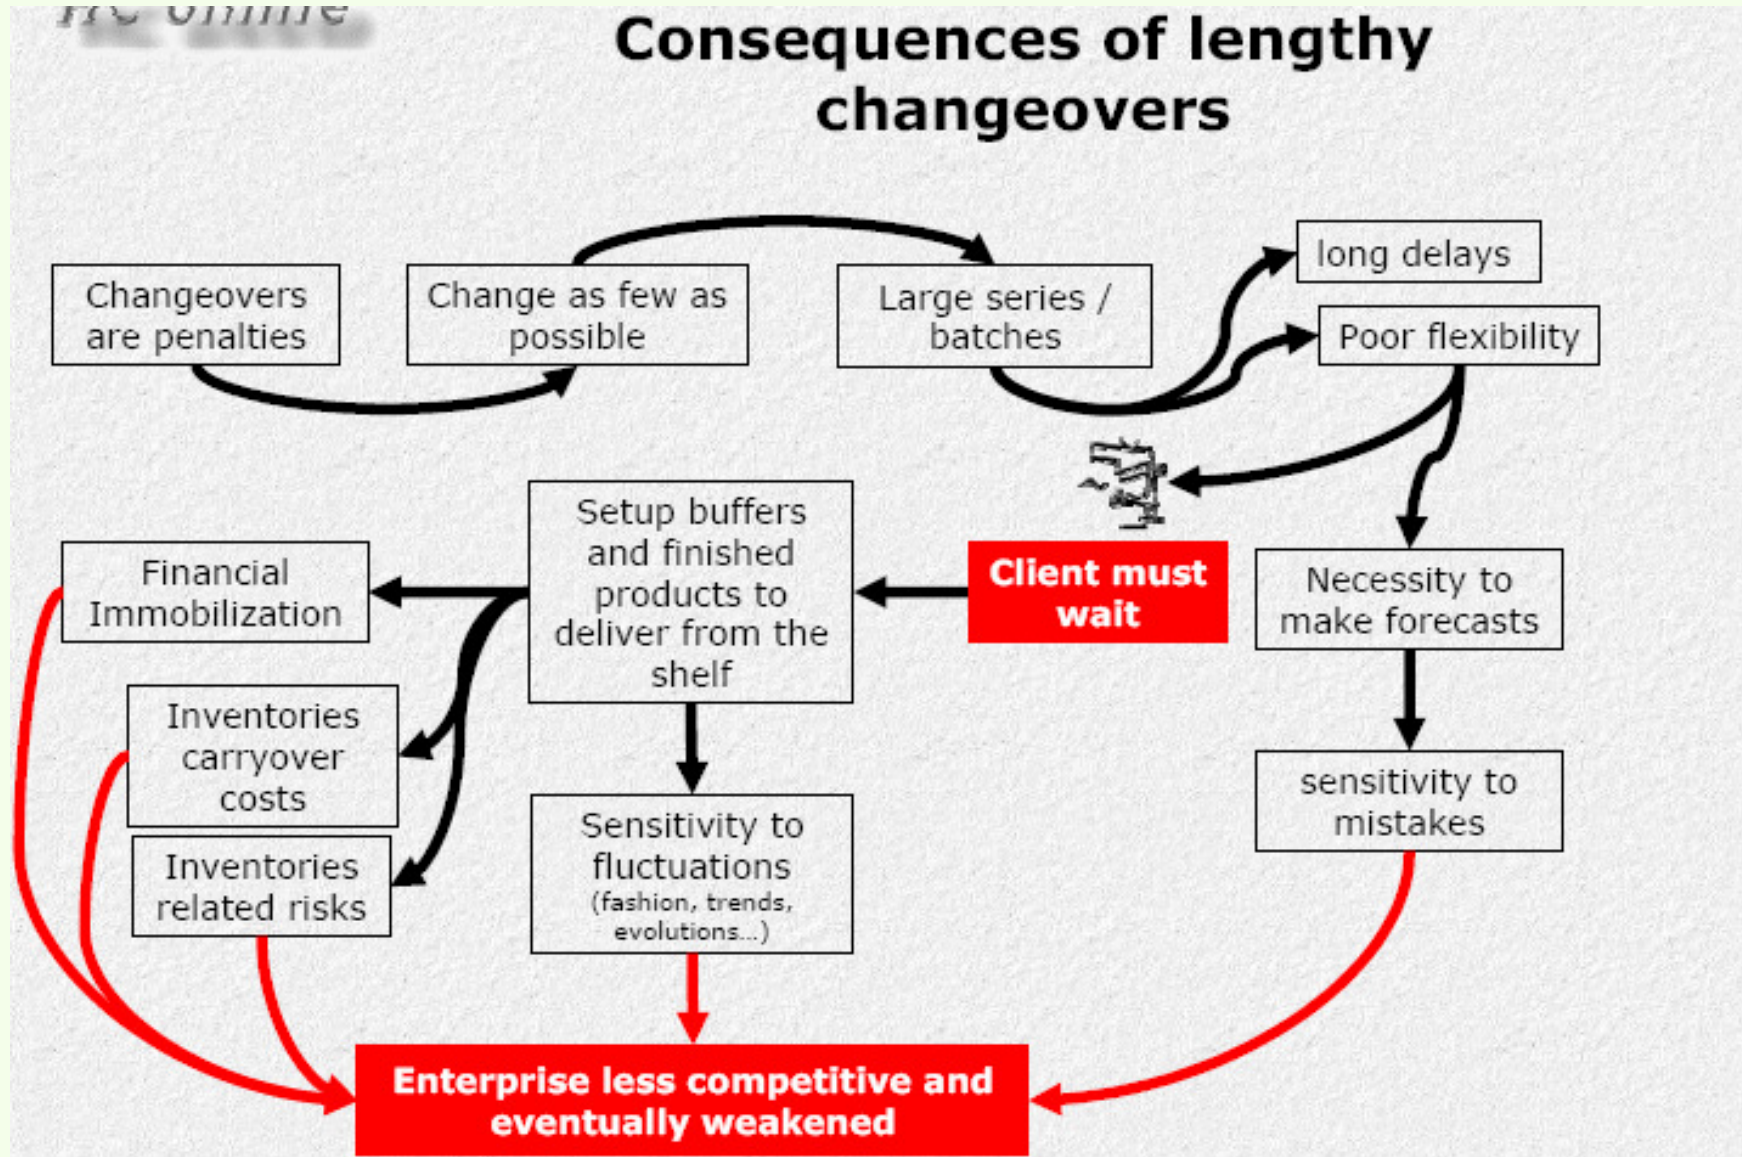 Consequences of lengthy
changeovers
Changeovers
are penalties
Change as few as
possible
Large series /
batches
long delays
Poor flexibility
Setup buffers
and finished
products to
deliver from the
shelf
Client must
wait
Necessity to
make forecasts
Financial
Immobilization
Inventories
carryover
costs
Inventories
related risks
Sensitivity to
fluctuations
(fashion, trends,
evolutions...)
sensitivity to
mistakes
Enterprise less competitive and
eventually weakened